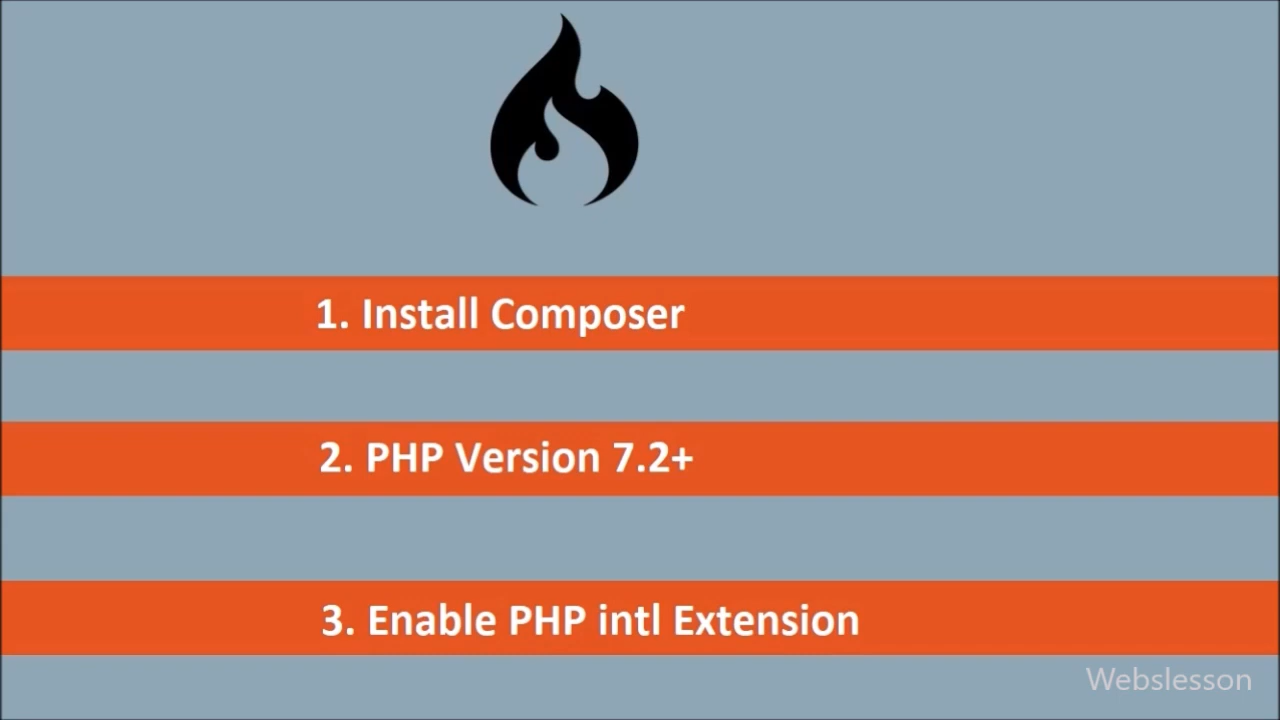 1. Install Composer
2. PHP Version 7.2+
3. Enable PHP intl Extension
Webslesson